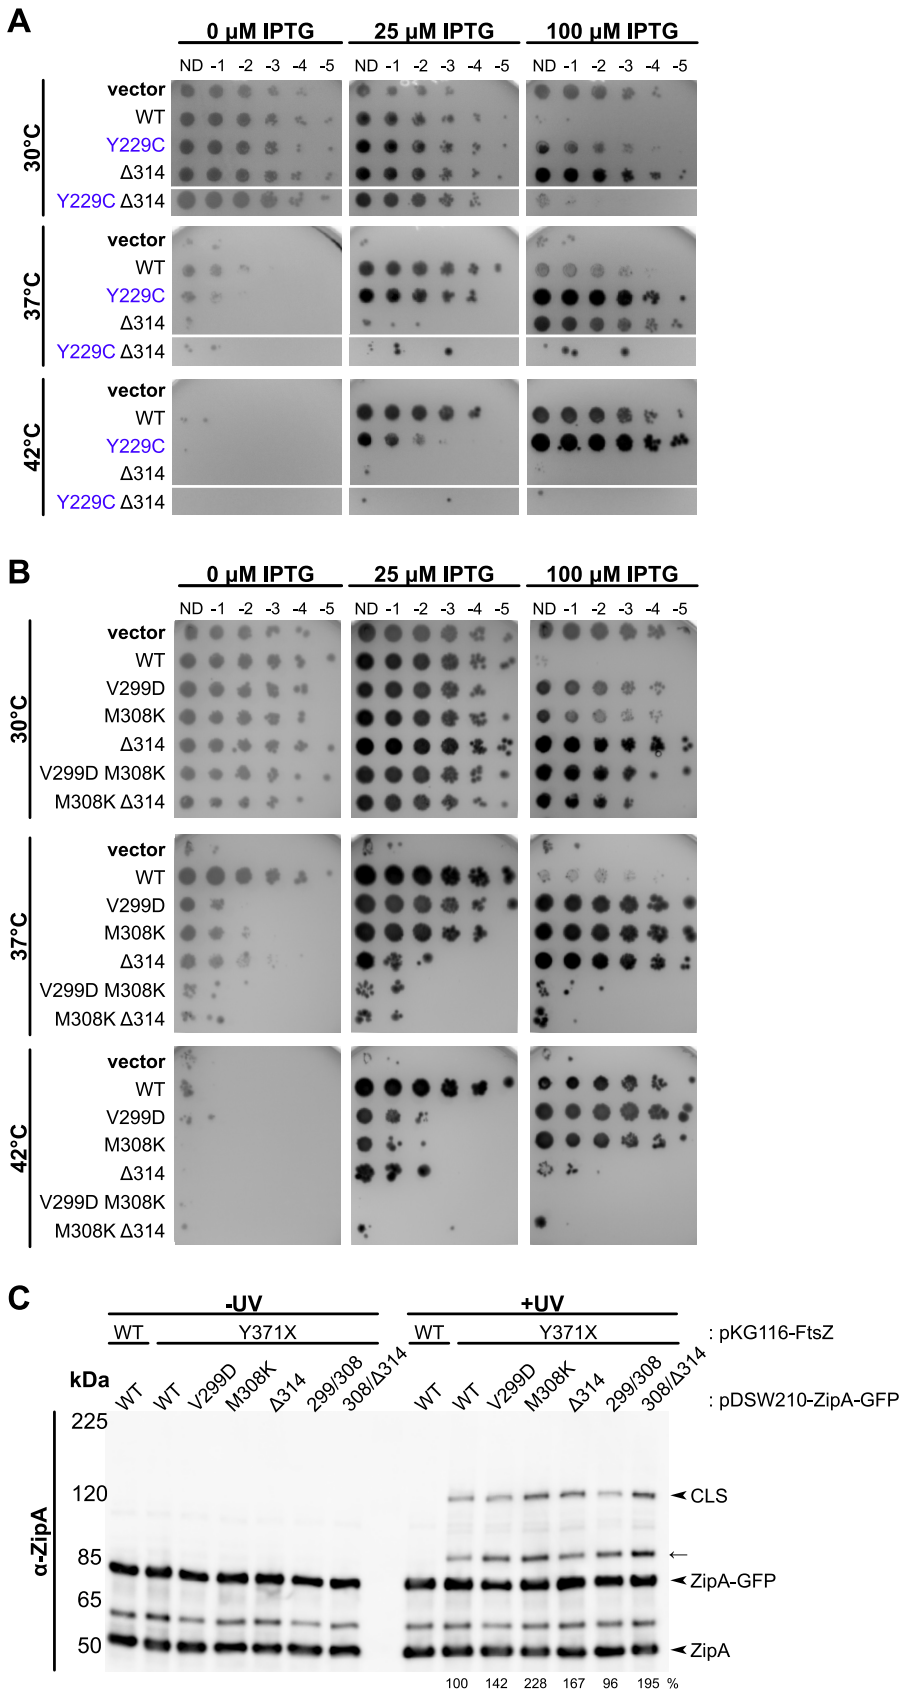 A
0 µM IPTG 25 µM IPTG 100 µM IPTG
ND -1 -2 -3 -4 -5 ND -1 -2 -3 -4 -5 ND -1 -2 -3 -4 -5
30°C
vector
WT
Y229C
Δ314
Y229C Δ314
37°C
vector
WT
Y229C
Δ314
Y229C Δ314
42°C
vector
WT
Y229C
Δ314
Y229C Δ314
B
0 µM IPTG 25 µM IPTG 100 µM IPTG
ND -1 -2 -3 -4 -5 ND -1 -2 -3 -4 -5 ND -1 -2 -3 -4 -5
30°C
vector
WT
V299D
M308K
Δ314
V299D M308K
M308K Δ314
37°C
vector
WT
V299D
M308K
Δ314
V299D M308K
M308K Δ314
42°C
vector
WT
V299D
M308K
Δ314
V299D M308K
M308K Δ314
C
-UV +UV
WT Y371X WT Y371X : pKG116-FtsZ
kDa WT WT V299D M308K Δ314 299/308 308/Δ314 WT WT V299D M308K Δ314 299/308 308/Δ314 : pDSW210-ZipA-GFP
α-ZipA
225
120 CLS
85 ←
ZipA-GFP
65
50 ZipA
100 142 228 167 96 195 %